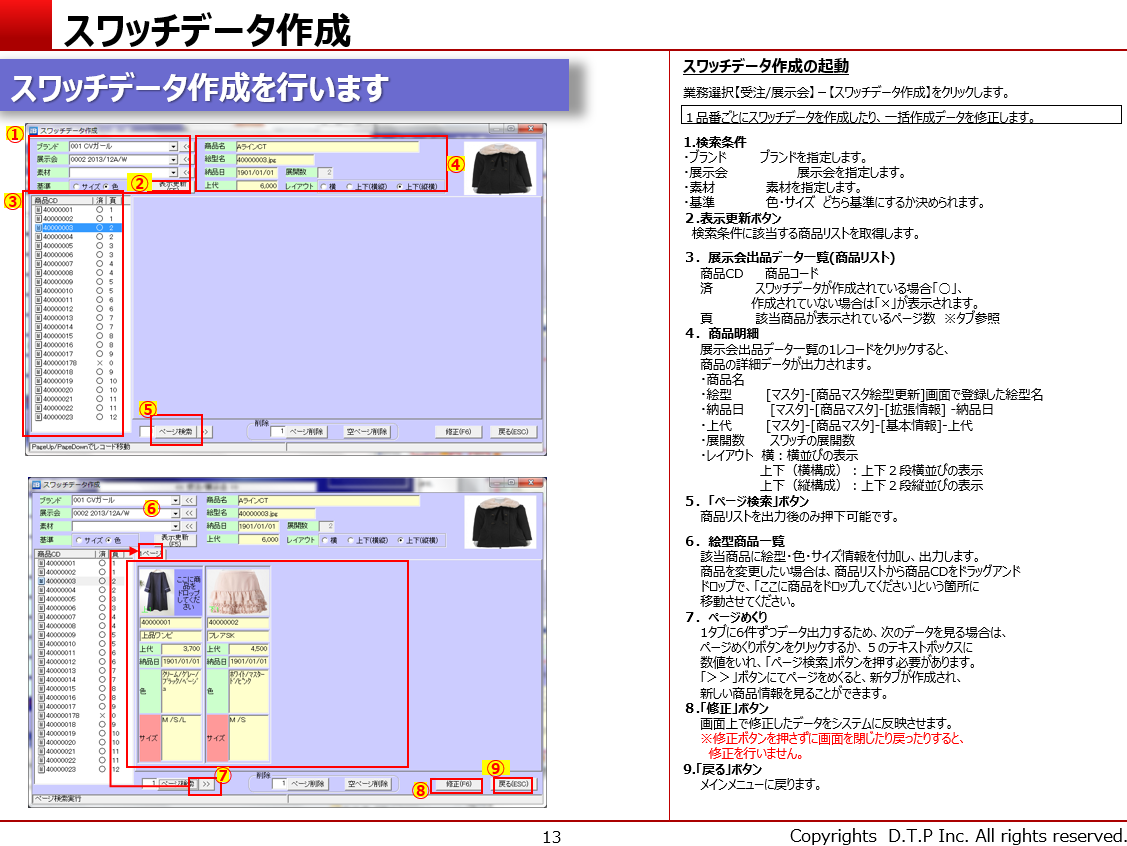 スワッチデータ作成
スワッチデータ作成を行います
①
スワッチデータ作成
ブランド 001 CVガール <<
展示会 0002 2013/12A/W <<
素材 <<
基準 サイズ 色 表示更新
②
商品名 AラインCT
絵型名 40000003.jpg
納品日 1901/01/01 展開数 2
上代 6,000 レイアウト 横 上下(横縦) 上下(縦横)
④
③
商品CD 済 頁
40000001 ○ 1
40000002 ○ 1
40000003 ○ 2
40000004 ○ 2
40000005 ○ 3
40000006 ○ 3
40000007 ○ 4
40000008 ○ 4
40000009 ○ 5
40000010 ○ 5
40000011 ○ 6
40000012 ○ 6
40000013 ○ 7
40000014 ○ 7
40000015 ○ 8
40000016 ○ 8
40000017 ○ 9
400000178 × 0
40000018 ○ 9
40000019 ○ 10
40000020 ○ 10
40000021 ○ 11
40000022 ○ 11
40000023 ○ 12
⑤
ページ検索 >>
削除
1 ページ削除 空ページ削除 修正(F6) 戻る(ESC)
PageUp/PageDownでレコード移動
スワッチデータ作成
ブランド 001 CVガール <<
展示会 0002 2013/12A/W <<
素材 <<
基準 サイズ 色 表示更新(F5)
⑥
商品名 AラインCT
絵型名 40000003.jpg
納品日 1901/01/01 展開数 2
上代 6,000 レイアウト 横 上下(横縦) 上下(縦横)
商品CD 済 頁
1ページ
40000001 ○ 1
40000002 ○ 1
40000003 ○ 2
40000004 ○ 2
40000005 ○ 3
40000006 ○ 3
40000007 ○ 4
40000008 ○ 4
40000009 ○ 5
40000010 ○ 5
40000011 ○ 6
40000012 ○ 6
40000013 ○ 7
40000014 ○ 7
40000015 ○ 8
40000016 ○ 8
40000017 ○ 9
400000178 × 0
40000018 ○ 9
40000019 ○ 10
40000020 ○ 10
40000021 ○ 11
40000022 ○ 11
40000023 ○ 12
ここに商
品を
ドロップ
してくだ
さい
40000001 40000002
上品ワンピ フレアSK
上代 3,700 上代 4,500
納品日 1901/01/01 納品日 1901/01/01
色 クリーム/グレー/ブラック/ベージュ 色 ホワイト/マスタード/ピンク
サイズ M /S/L サイズ M /S
⑦
1 ページ検索 >>
削除
1 ページ削除 空ページ削除 ⑧ 修正(F6) ⑨ 戻る(ESC)
ページ検索実行
スワッチデータ作成の起動
業務選択【受注/展示会】－【スワッチデータ作成】をクリックします。
１品番ごとにスワッチデータを作成したり、一括作成データを修正します。
1.検索条件
・ブランド ブランドを指定します。
・展示会 展示会を指定します。
・素材 素材を指定します。
・基準 色・サイズ どちら基準にするか決められます。
２.表示更新ボタン
検索条件に該当する商品リストを取得します。
３．展示会出品データ一覧(商品リスト)
商品CD 商品コード
済 スワッチデータが作成されている場合「○」、
作成されていない場合は「×」が表示されます。
頁 該当商品が表示されているページ数 ※タブ参照
４．商品明細
展示会出品データ一覧の1レコードをクリックすると、
商品の詳細データが出力されます。
・商品名
・絵型 [マスタ]-[商品マスタ絵型更新]画面で登録した絵型名
・納品日 [マスタ]-[商品マスタ]-[拡張情報] -納品日
・上代 [マスタ]-[商品マスタ]-[基本情報]-上代
・展開数 スワッチの展開数
・レイアウト 横：横並びの表示
上下（横構成）：上下２段横並びの表示
上下（縦構成）：上下２段縦並びの表示
５．「ページ検索」ボタン
商品リストを出力後のみ押下可能です。
６．絵型商品一覧
該当商品に絵型・色・サイズ情報を付加し、出力します。
商品を変更したい場合は、商品リストから商品CDをドラッグアンド
ドロップで、「ここに商品をドロップしてください」という箇所に
移動させてください。
７．ページめくり
1タブに6件ずつデータ出力するため、次のデータを見る場合は、
ページめくりボタンをクリックするか、５のテキストボックスに
数値をいれ、「ページ検索」ボタンを押す必要があります。
「＞＞」ボタンにてページをめくると、新タブが作成され、
新しい商品情報を見ることができます。
８.「修正」ボタン
画面上で修正したデータをシステムに反映させます。
※修正ボタンを押さずに画面を閉じたり戻ったりすると、
修正を行いません。
９.「戻る」ボタン
メインメニューに戻ります。
13
Copyrights D.T.P Inc. All rights reserved.